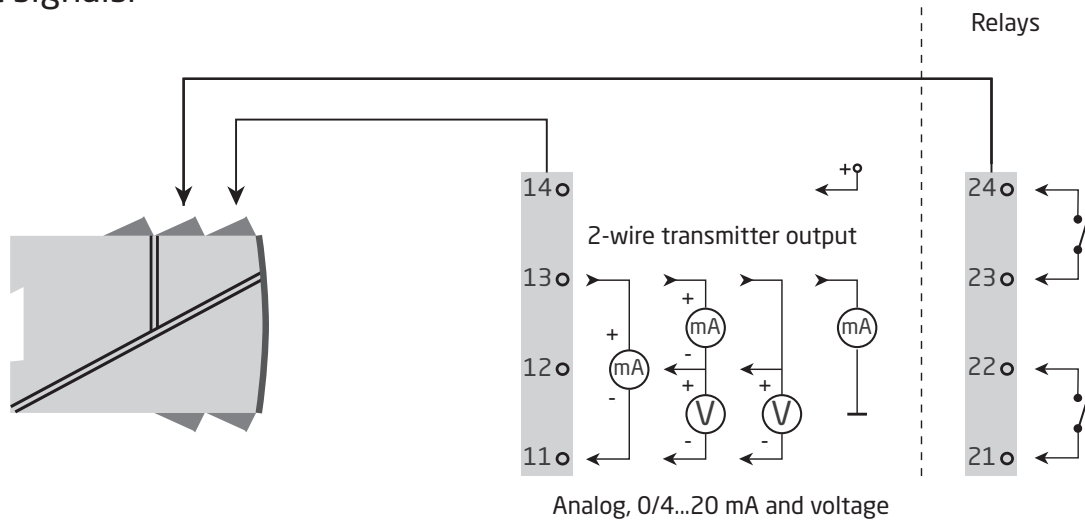 signals.
Relays
14 + 24
2-wire transmitter output
13 23
+ +
mA mA mA
- 
12 22
- + +
V V
- -
11 21
Analog, 0/4...20 mA and voltage